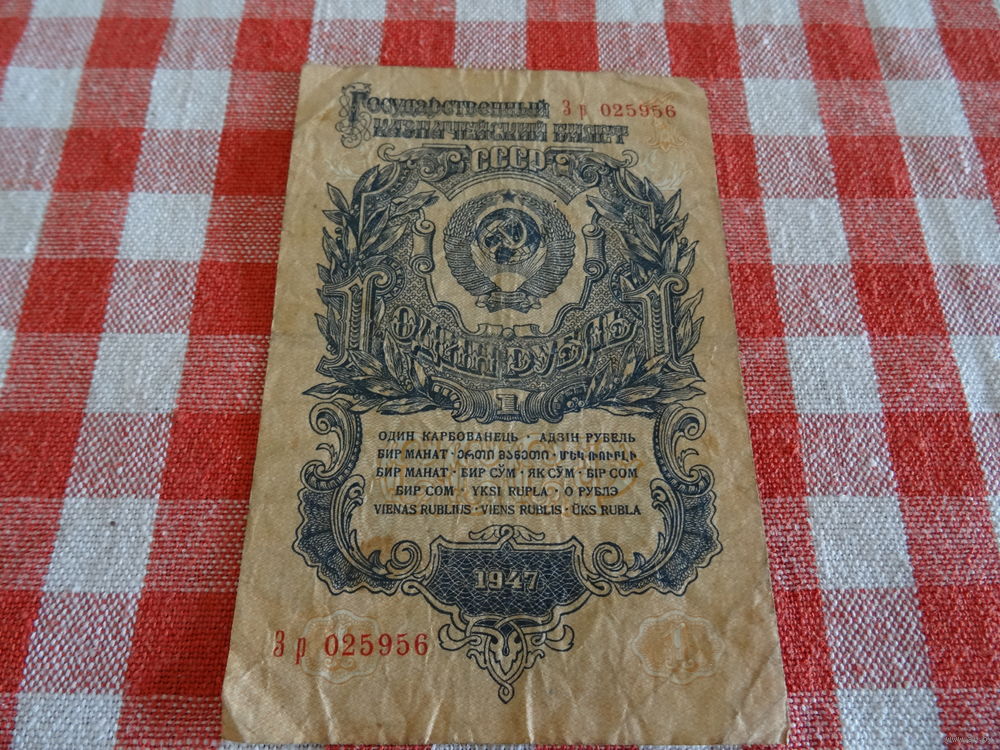 Государственный Зр 025956
казначейский билет
СССР
1 1
ОДИН РУБЛЬ
1
ОДИН КАРБОВАНЕЦЬ · АДЗІН РУБЕЛЬ
БИР МАНАТ · ᲔᲠᲗᲘ ᲛᲐᲜᲔᲗᲘ · ՄԵԿ ՌՈՒԲԼԻ
БИР МАНАТ · БИР СЎМ · ЯК СЎМ · БІР СОМ
БИР СОМ · YKSI RUPLA · О РУБЛЭ
VIENAS RUBLIUS · VIENS RUBLIS · ÜKS RUBLA
1947
Зр 025956
1